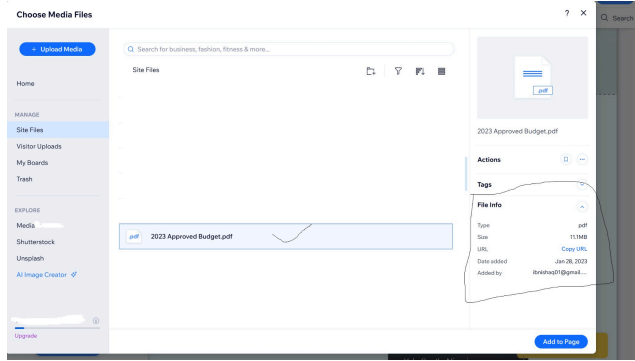 Choose Media Files
?
Search
+ Upload Media
Search for business, fashion, fitness & more...
Site Files
Home
MANAGE
Site Files
Visitor Uploads
My Boards
Trash
EXPLORE
Media
Shutterstock
Unsplash
AI Image Creator
Upgrade
pdf 2023 Approved Budget.pdf
.pdf
2023 Approved Budget.pdf
Actions
Tags
File Info
Type pdf
Size 11.1MB
URL Copy URL
Date added Jan 28, 2023
Added by ibnishaq01@gmail....
Add to Page